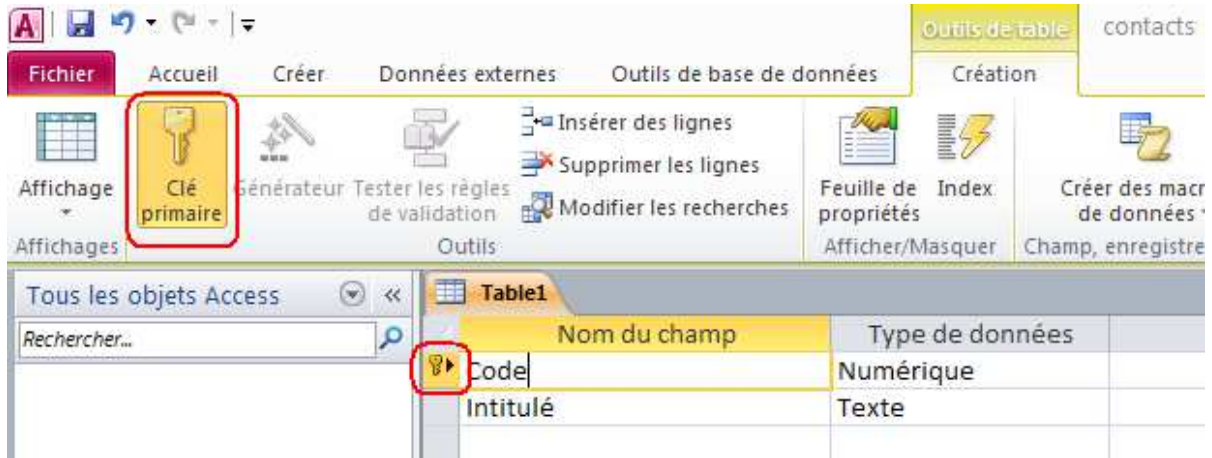 A
Outils de table contacts
Fichier Accueil Créer Données externes Outils de base de données Création
Affichage
Clé
primaire
Générateur
Tester les règles
de validation
Insérer des lignes
Supprimer les lignes
Modifier les recherches
Feuille de
propriétés
Index
Créer des macr
de données
Affichages Outils Afficher/Masquer Champ, enregistre
Tous les objets Access
Rechercher...
Table1
Nom du champ Type de données
Code Numérique
Intitulé Texte